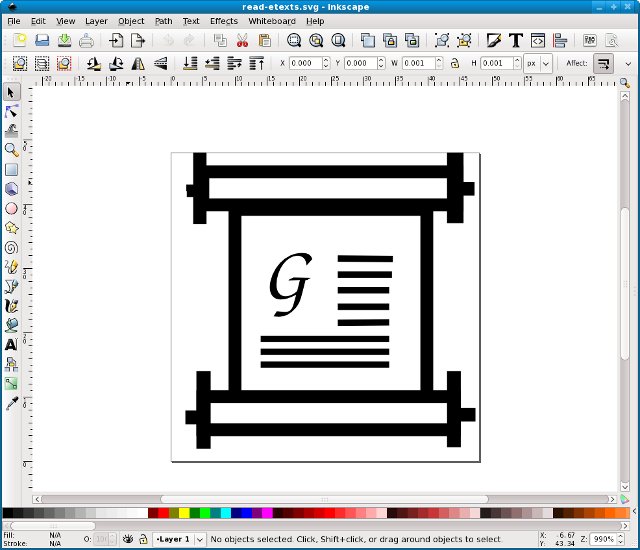 read-etexts.svg - Inkscape
File Edit View Layer Object Path Text Effects Whiteboard Help
X 0.000 Y 0.000 W 0.001 H 0.001 px Affect:
G
Fill: N/A
Stroke: N/A
O:
•Layer 1
No objects selected. Click, Shift+click, or drag around objects to select.
X: -6.67
Y: 43.34
Z: 990%